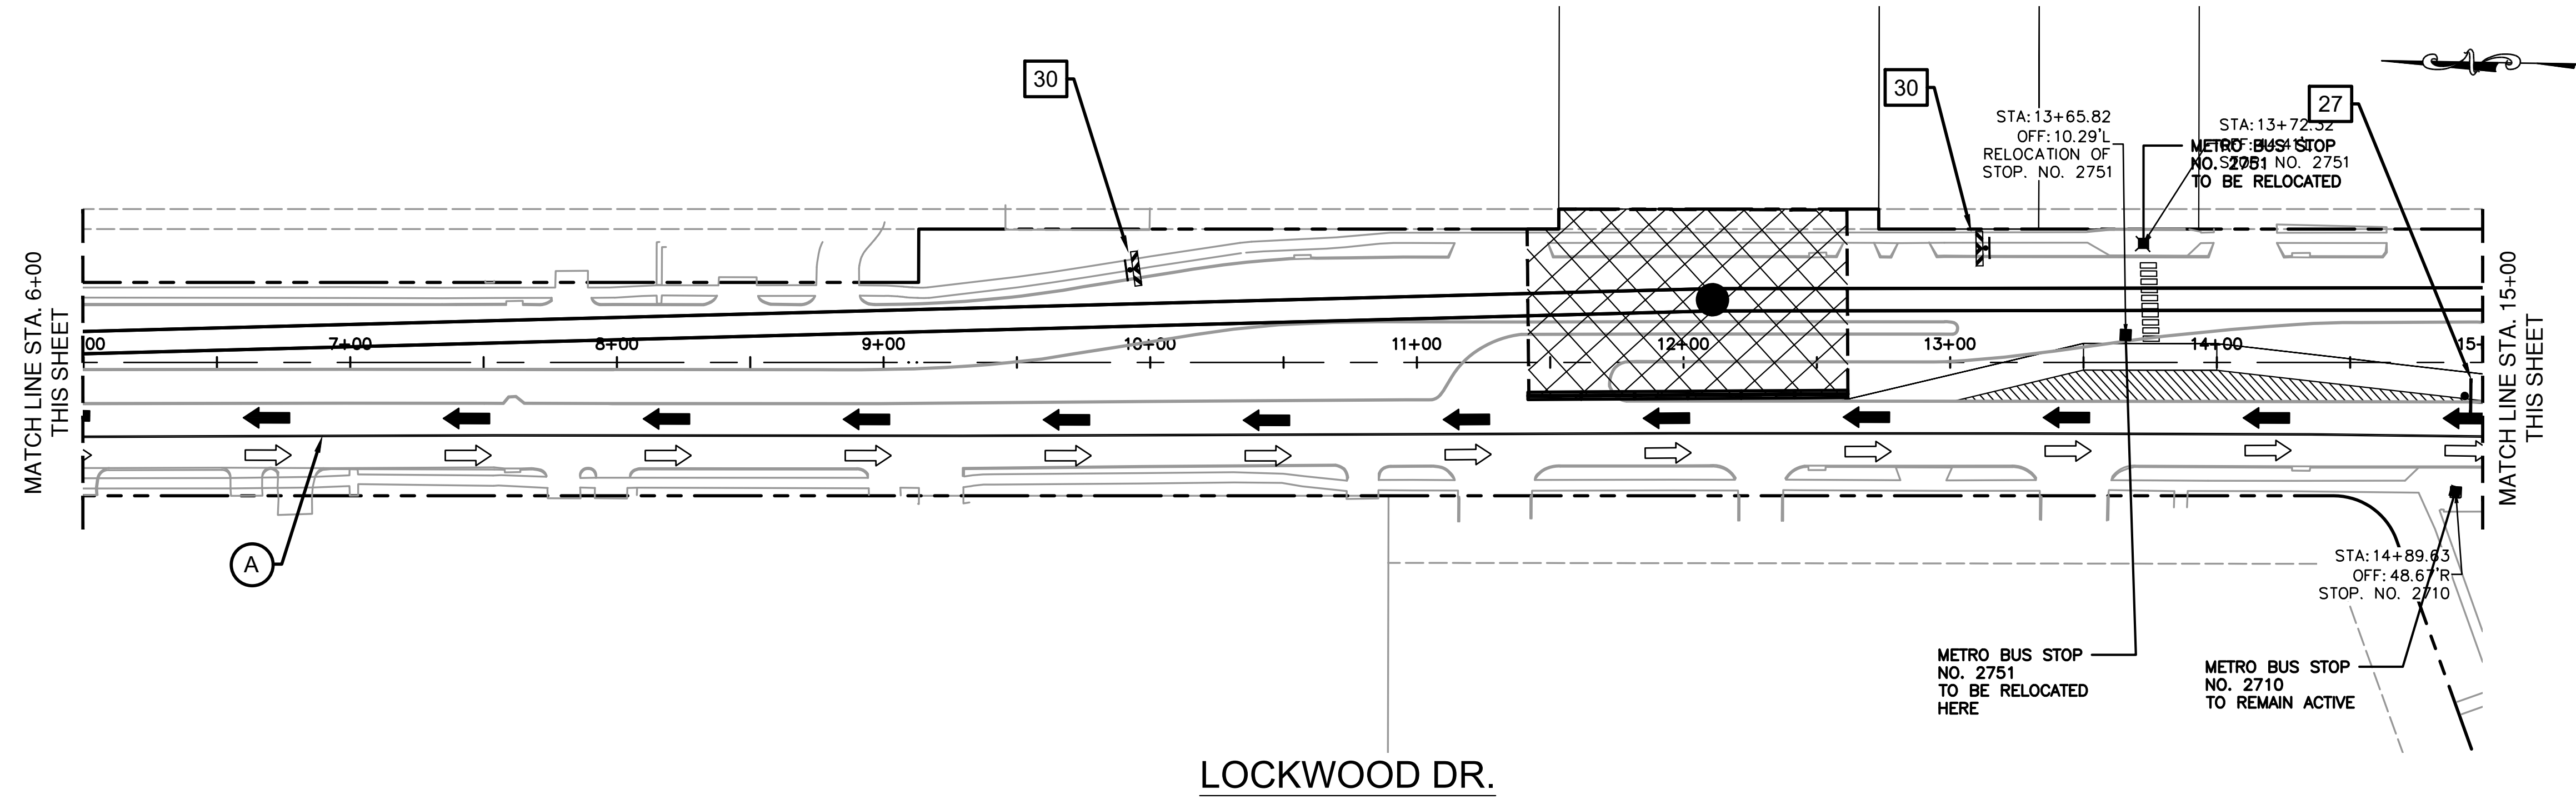 30
30
27
STA:13+65.82
OFF:10.29'L
RELOCATION OF
STOP. NO. 2751
STA:13+72.32
STOP. NO. 2751
METRO BUS STOP
NO. 2751
TO BE RELOCATED
MATCH LINE STA. 6+00
THIS SHEET
00
7+00
8+00
9+00
10+00
11+00
12+00
13+00
14+00
15+
MATCH LINE STA. 15+00
THIS SHEET
A
STA:14+89.63
OFF:48.67'R
STOP. NO. 2710
METRO BUS STOP
NO. 2751
TO BE RELOCATED
HERE
METRO BUS STOP
NO. 2710
TO REMAIN ACTIVE
LOCKWOOD DR.